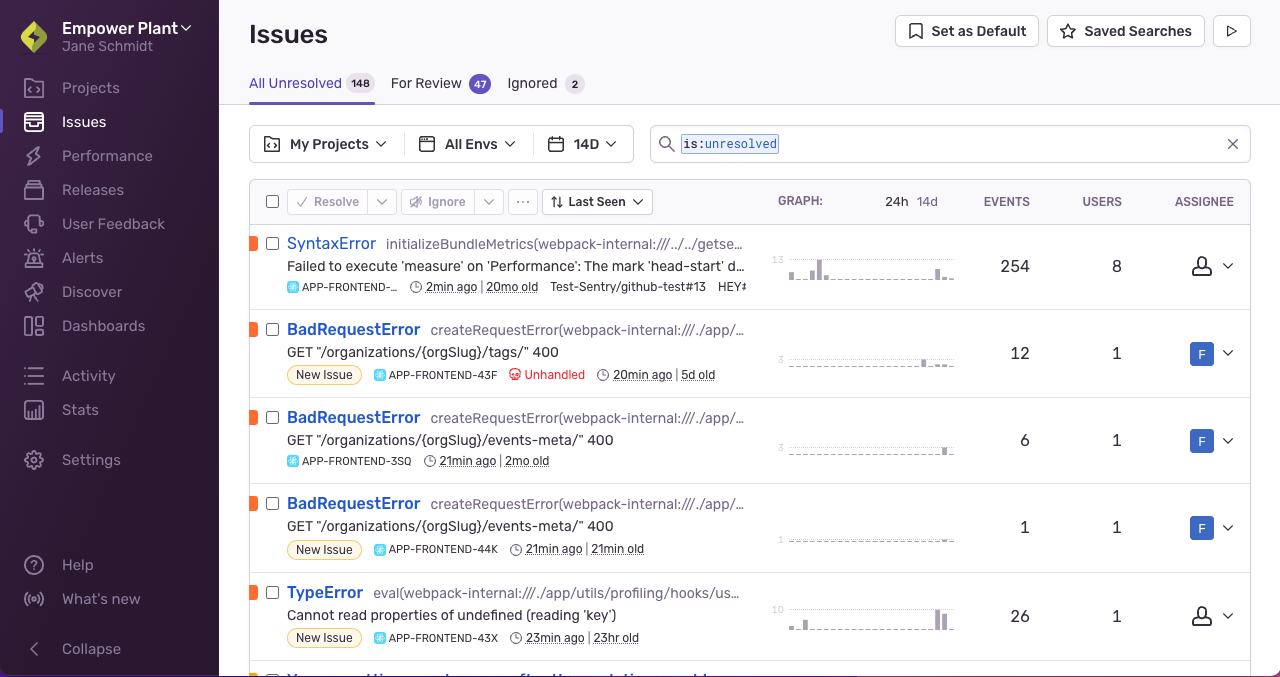 Empower Plant
Jane Schmidt
Projects
Issues
Performance
Releases
User Feedback
Alerts
Discover
Dashboards
Activity
Stats
Settings
Help
What's new
Collapse
Issues
Set as Default
Saved Searches
All Unresolved 148
For Review 47
Ignored 2
My Projects
All Envs
14D
is:unresolved
Resolve
Ignore
Last Seen
GRAPH:
24h 14d
EVENTS
USERS
ASSIGNEE
SyntaxError initializeBundleMetrics(webpack-internal:///../../getse…
Failed to execute 'measure' on 'Performance': The mark 'head-start' d…
APP-FRONTEND-… 2min ago | 20mo old Test-Sentry/github-test#13 HEY#
13
254
8
BadRequestError createRequestError(webpack-internal:///./app/…
GET "/organizations/{orgSlug}/tags/" 400
New Issue APP-FRONTEND-43F Unhandled 20min ago | 5d old
3
12
1
F
BadRequestError createRequestError(webpack-internal:///./app/…
GET "/organizations/{orgSlug}/events-meta/" 400
APP-FRONTEND-3SQ 21min ago | 2mo old
3
6
1
F
BadRequestError createRequestError(webpack-internal:///./app/…
GET "/organizations/{orgSlug}/events-meta/" 400
New Issue APP-FRONTEND-44K 21min ago | 21min old
1
1
1
F
TypeError eval(webpack-internal:///./app/utils/profiling/hooks/us…
Cannot read properties of undefined (reading 'key')
New Issue APP-FRONTEND-43X 23min ago | 23hr old
10
26
1